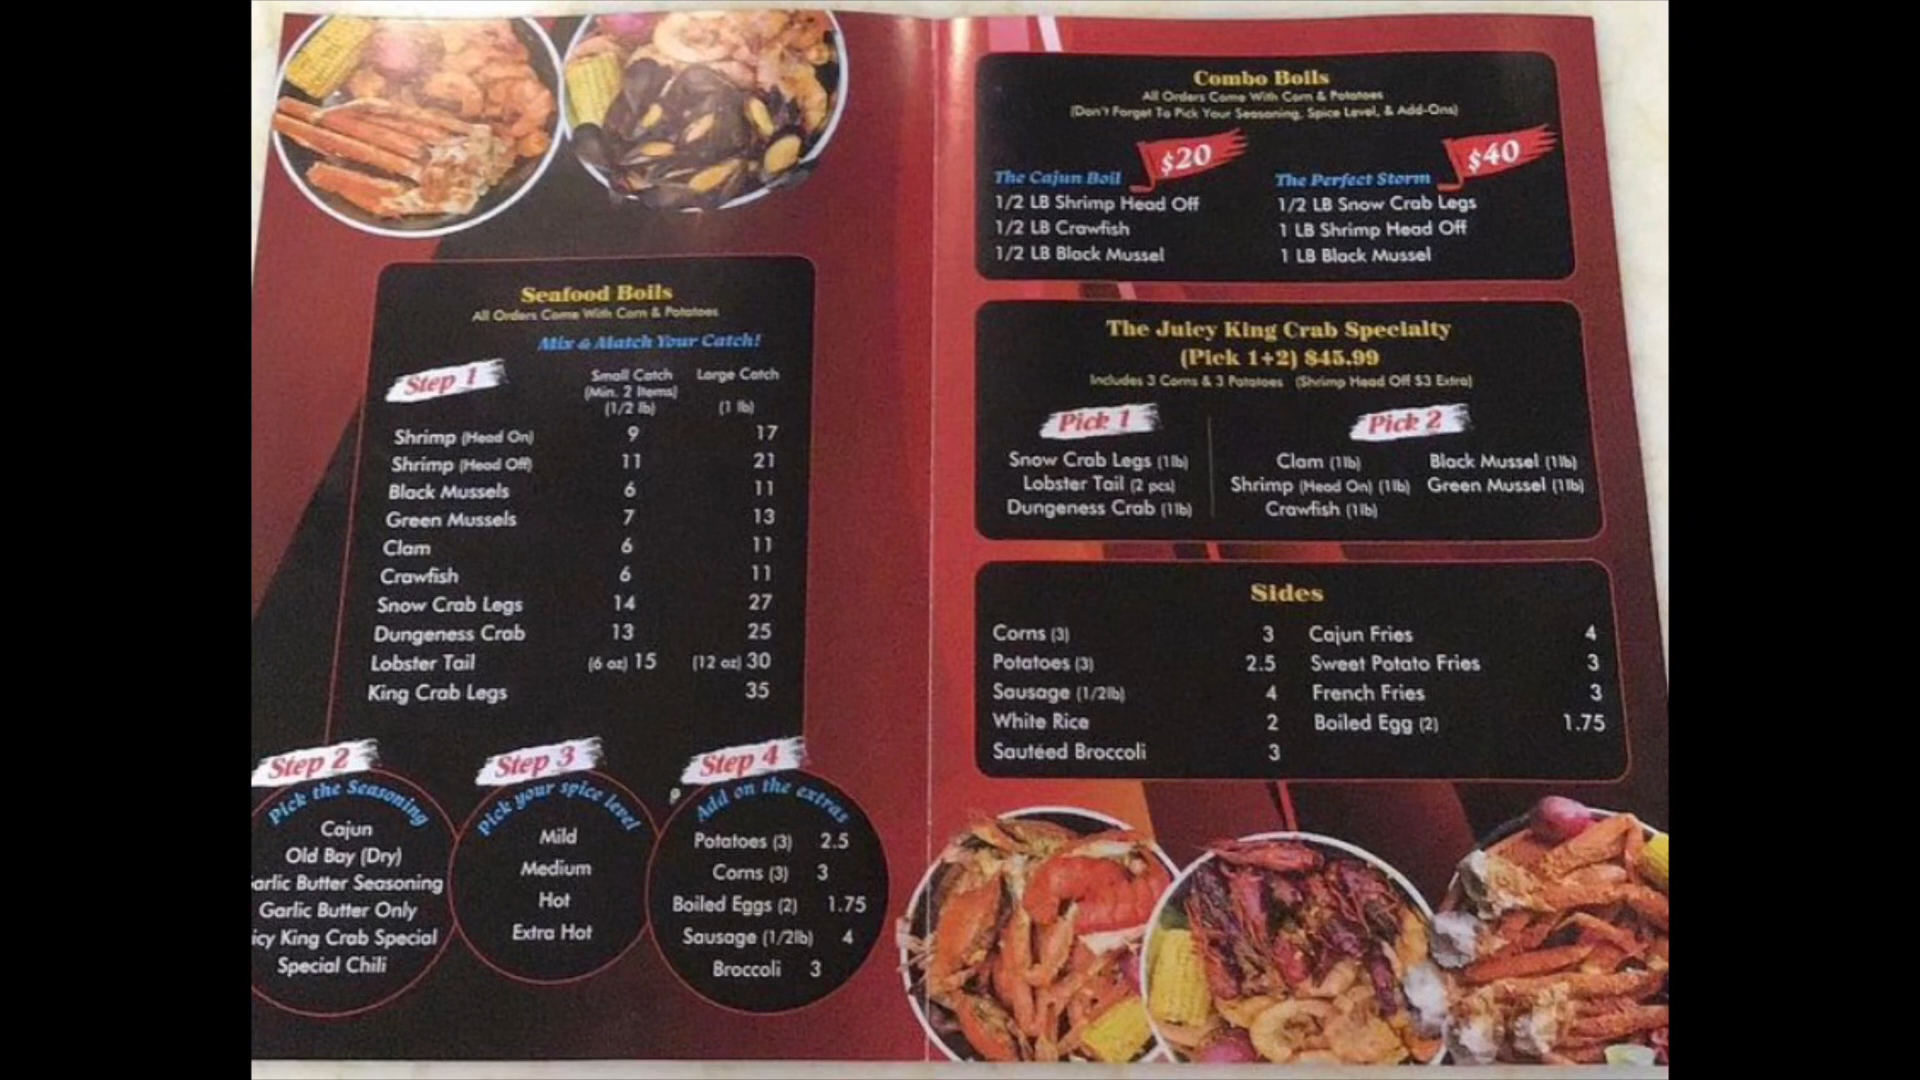 Seafood Boils
All Orders Come With Corn & Potatoes
Mix & Match Your Catch!
Step 1
Small Catch Large Catch
(Min. 2 Items)
(1/2 lb) (1 lb)
Shrimp (Head On) 9 17
Shrimp (Head Off) 11 21
Black Mussels 6 11
Green Mussels 7 13
Clam 6 11
Crawfish 6 11
Snow Crab Legs 14 27
Dungeness Crab 13 25
Lobster Tail (6 oz) 15 (12 oz) 30
King Crab Legs 35
Step 2
Pick the Seasoning
Cajun
Old Bay (Dry)
arlic Butter Seasoning
Garlic Butter Only
icy King Crab Special
Special Chili
Step 3
Pick your spice level
Mild
Medium
Hot
Extra Hot
Step 4
Add on the extras
Potatoes (3) 2.5
Corns (3) 3
Boiled Eggs (2) 1.75
Sausage (1/2lb) 4
Broccoli 3
Combo Boils
All Orders Come With Corn & Potatoes
(Don't Forget To Pick Your Seasoning, Spice Level, & Add-Ons)
The Cajun Boil $20
1/2 LB Shrimp Head Off
1/2 LB Crawfish
1/2 LB Black Mussel
The Perfect Storm $40
1/2 LB Snow Crab Legs
1 LB Shrimp Head Off
1 LB Black Mussel
The Juicy King Crab Specialty
(Pick 1+2) $45.99
Includes 3 Corns & 3 Potatoes (Shrimp Head Off $3 Extra)
Pick 1
Snow Crab Legs (1lb)
Lobster Tail (2 pcs)
Dungeness Crab (1lb)
Pick 2
Clam (1lb) Black Mussel (1lb)
Shrimp (Head On) (1lb) Green Mussel (1lb)
Crawfish (1lb)
Sides
Corns (3) 3 Cajun Fries 4
Potatoes (3) 2.5 Sweet Potato Fries 3
Sausage (1/2lb) 4 French Fries 3
White Rice 2 Boiled Egg (2) 1.75
Sautéed Broccoli 3